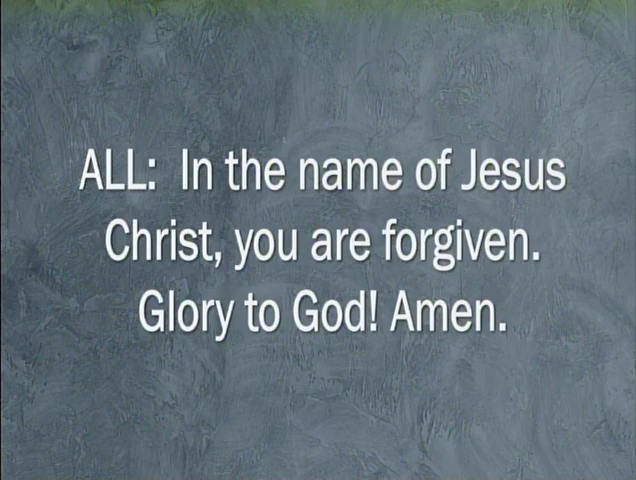 ALL:  In the name of Jesus
Christ, you are forgiven.
Glory to God! Amen.